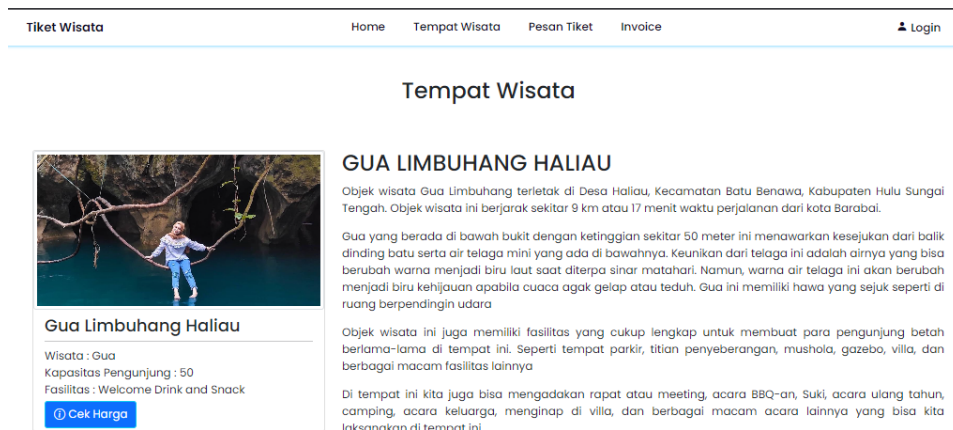 Tiket Wisata Home Tempat Wisata Pesan Tiket Invoice Login
Tempat Wisata
Gua Limbuhang Haliau
Wisata : Gua
Kapasitas Pengunjung : 50
Fasilitas : Welcome Drink and Snack
Cek Harga
GUA LIMBUHANG HALIAU
Objek wisata Gua Limbuhang terletak di Desa Haliau, Kecamatan Batu Benawa, Kabupaten Hulu Sungai
Tengah. Objek wisata ini berjarak sekitar 9 km atau 17 menit waktu perjalanan dari kota Barabai.
Gua yang berada di bawah bukit dengan ketinggian sekitar 50 meter ini menawarkan kesejukan dari balik
dinding batu serta air telaga mini yang ada di bawahnya. Keunikan dari telaga ini adalah airnya yang bisa
berubah warna menjadi biru laut saat diterpa sinar matahari. Namun, warna air telaga ini akan berubah
menjadi biru kehijauan apabila cuaca agak gelap atau teduh. Gua ini memiliki hawa yang sejuk seperti di
ruang berpendingin udara
Objek wisata ini juga memiliki fasilitas yang cukup lengkap untuk membuat para pengunjung betah
berlama-lama di tempat ini. Seperti tempat parkir, titian penyeberangan, mushola, gazebo, villa, dan
berbagai macam fasilitas lainnya
Di tempat ini kita juga bisa mengadakan rapat atau meeting, acara BBQ-an, Suki, acara ulang tahun,
camping, acara keluarga, menginap di villa, dan berbagai macam acara lainnya yang bisa kita
laksanakan di tempat ini